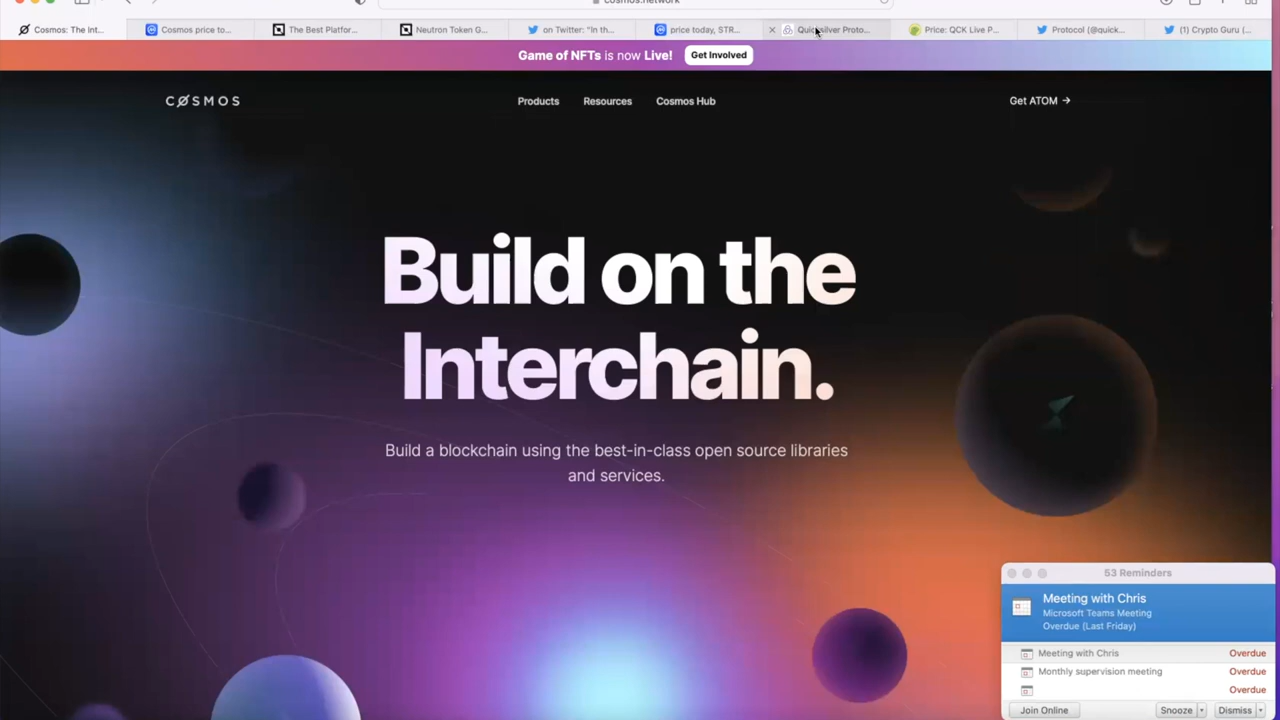 cosmos.network
Cosmos: The Int...
Cosmos price to...
The Best Platfor...
Neutron Token G...
on Twitter: "In th...
price today, STR...
Quicksilver Proto...
Price: QCK Live P...
Protocol (@quick...
(1) Crypto Guru (...
Game of NFTs is now Live!
Get Involved
CØSMOS
Products
Resources
Cosmos Hub
Get ATOM →
Build on the
Interchain.
Build a blockchain using the best-in-class open source libraries
and services.
53 Reminders
Meeting with Chris
Microsoft Teams Meeting
Overdue (Last Friday)
Meeting with Chris
Overdue
Monthly supervision meeting
Overdue
Overdue
Join Online
Snooze
Dismiss